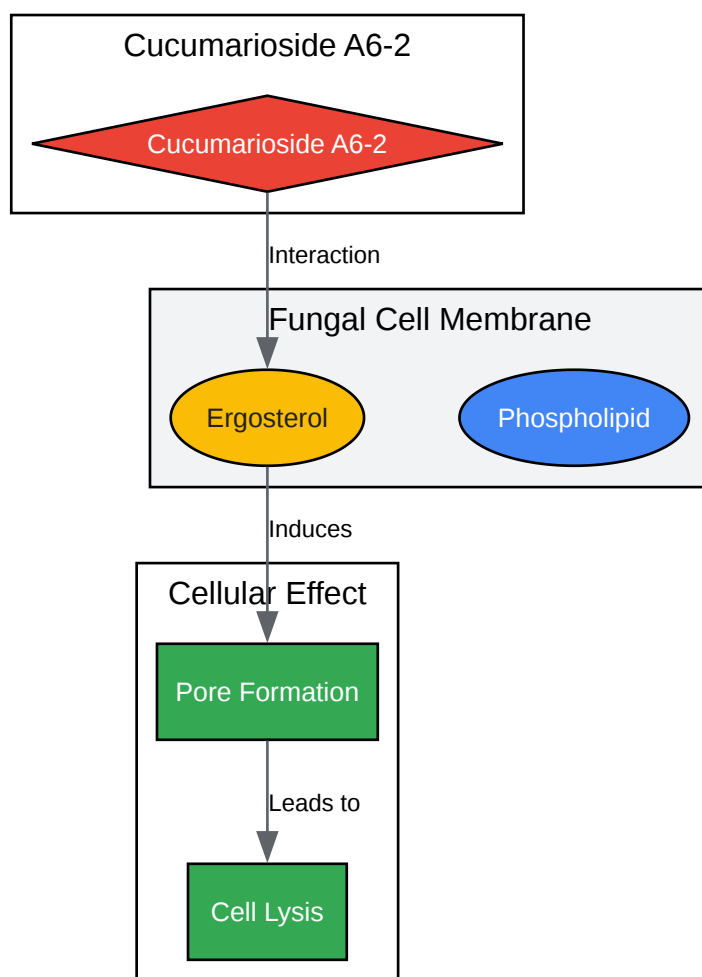 Cucumarioside A6-2
Cucumarioside A6-2
Interaction
Fungal Cell Membrane
Ergosterol
Phospholipid
Induces
Cellular Effect
Pore Formation
Leads to
Cell Lysis